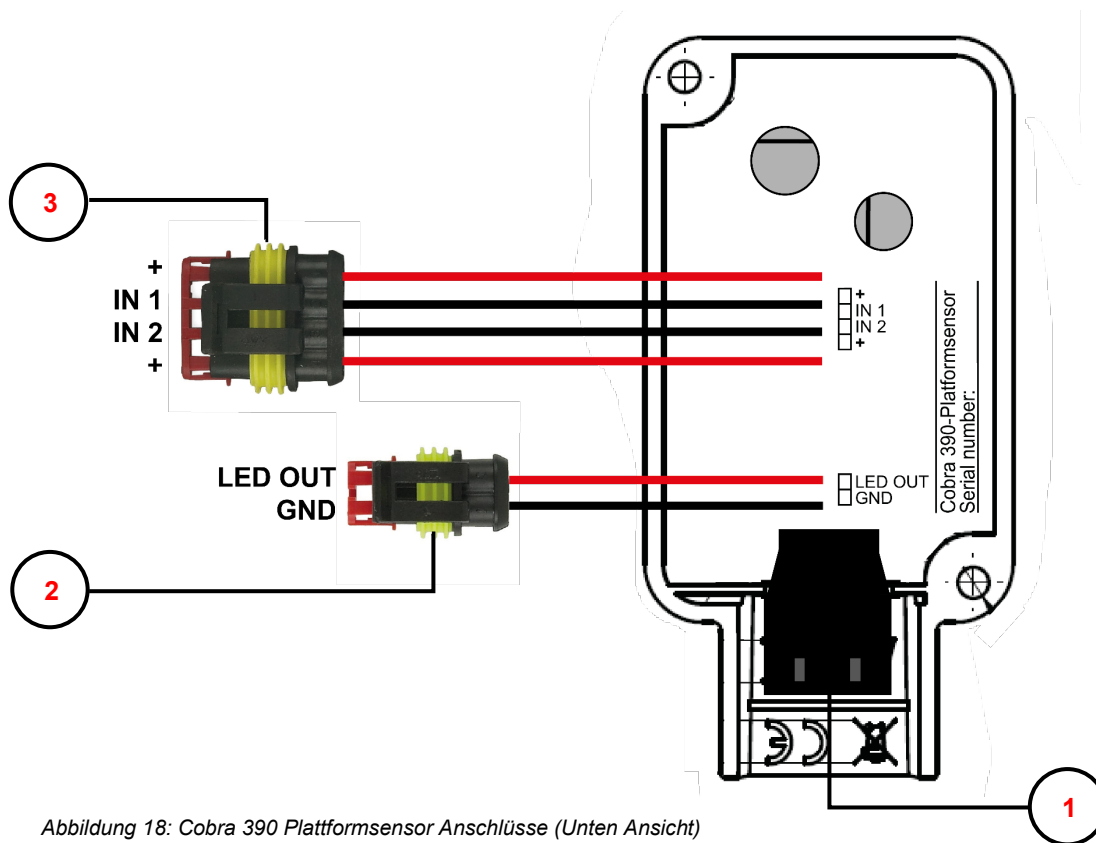 3
+
IN 1
IN 2
+
+
IN 1
IN 2
+
Cobra 390-Platformsensor
Serial number:
LED OUT
GND
LED OUT
GND
2
CE
1
Abbildung 18: Cobra 390 Plattformsensor Anschlüsse (Unten Ansicht)